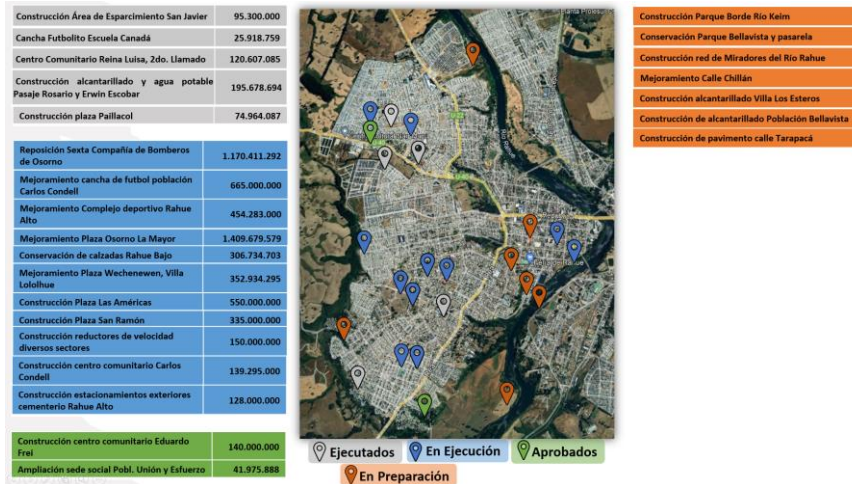 Construcción Área de Esparcimiento San Javier 95.300.000
Cancha Futbolito Escuela Canadá 25.918.759
Centro Comunitario Reina Luisa, 2do. Llamado 120.607.085
Construcción alcantarillado y agua potable
Pasaje Rosario y Erwin Escobar 195.678.694
Construcción plaza Paillacol 74.964.087
Reposición Sexta Compañía de Bomberos
de Osorno 1.170.411.292
Mejoramiento cancha de futbol población
Carlos Condell 665.000.000
Mejoramiento Complejo deportivo Rahue
Alto 454.283.000
Mejoramiento Plaza Osorno La Mayor 1.409.679.579
Conservación de calzadas Rahue Bajo 306.734.703
Mejoramiento Plaza Wechenewen, Villa
Lololhue 352.934.295
Construcción Plaza Las Américas 550.000.000
Construcción Plaza San Ramón 335.000.000
Construcción reductores de velocidad
diversos sectores 150.000.000
Construcción centro comunitario Carlos
Condell 139.295.000
Construcción estacionamientos exteriores
cementerio Rahue Alto 128.000.000
Construcción centro comunitario Eduardo
Frei 140.000.000
Ampliación sede social Pobl. Unión y Esfuerzo 41.975.888
Ejecutados
En Ejecución
Aprobados
En Preparación
Construcción Parque Borde Río Keim
Conservación Parque Bellavista y pasarela
Construcción red de Miradores del Río Rahue
Mejoramiento Calle Chillán
Construcción alcantarillado Villa Los Esteros
Construcción de alcantarillado Población Bellavista
Construcción de pavimento calle Tarapacá